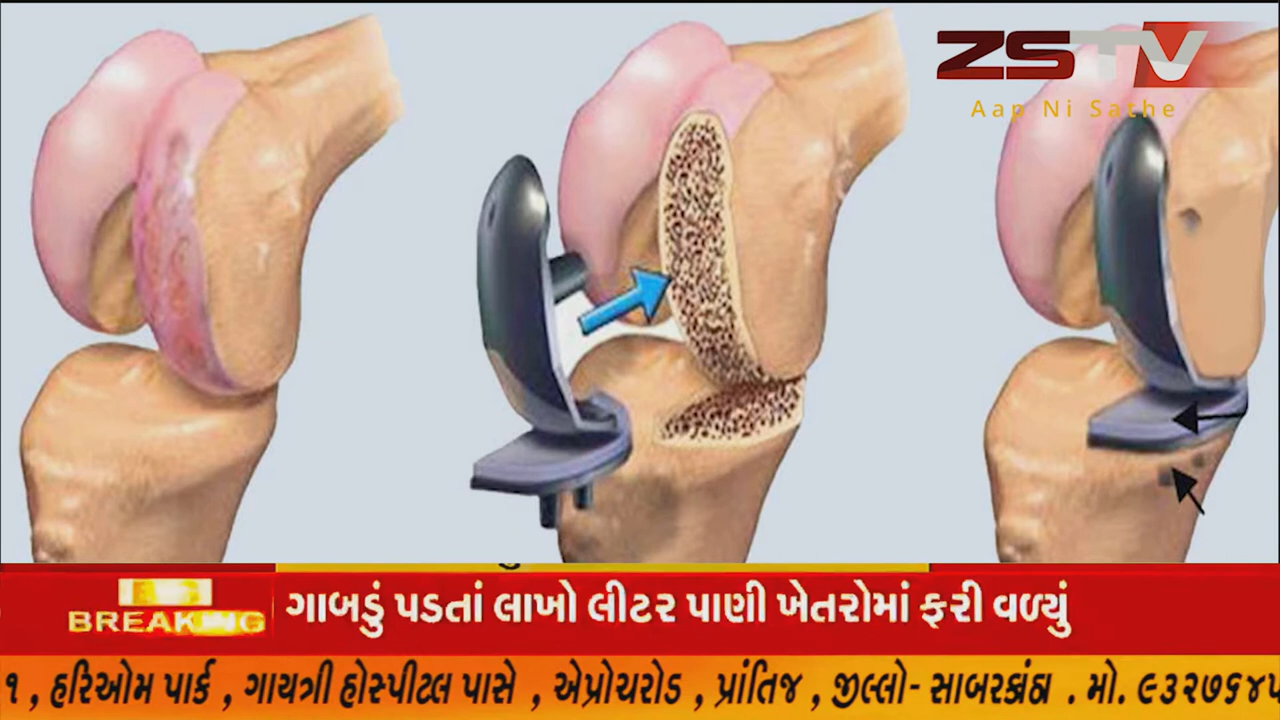 ZSTV
Aap Ni Sathe
BREAKING
ગાબડું પડતાં લાખો લીટર પાણી ખેતરોમાં ફરી વળ્યું
૧ , હરિઓમ પાર્ક , ગાયત્રી હોસ્પીટલ પાસે , એપ્રોચરોડ , પ્રાંતિજ , જીલ્લો- સાબરકાંઠા . મો. ૯૩૨૭૬૪૫